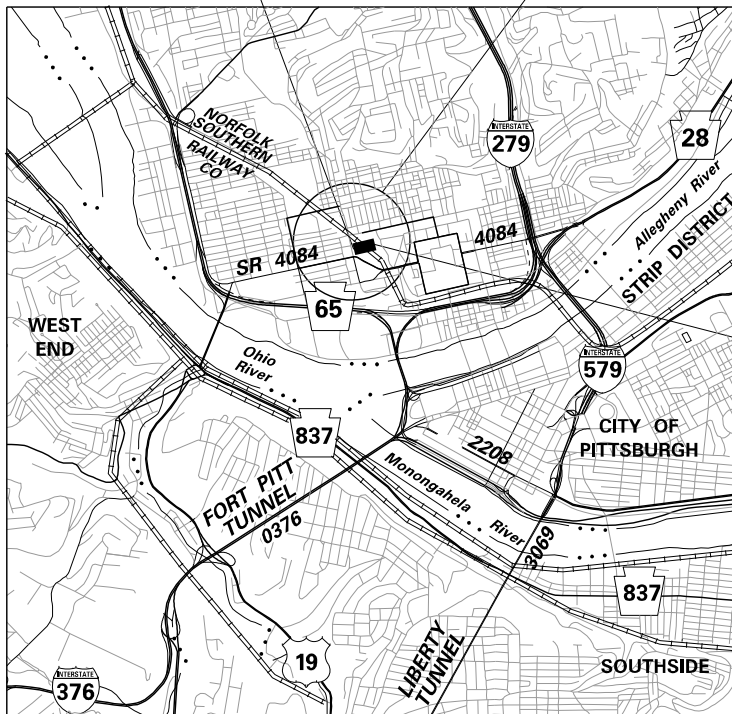 NORFOLK
SOUTHERN
RAILWAY
CO
INTERSTATE
279
28
Allegheny River
STRIP DISTRICT
SR 4084
4084
65
WEST
END
Ohio
River
INTERSTATE
579
837
CITY OF
PITTSBURGH
2208
FORT PITT
TUNNEL
0376
Monongahela River
3069
837
LIBERTY
TUNNEL
19
SOUTHSIDE
INTERSTATE
376